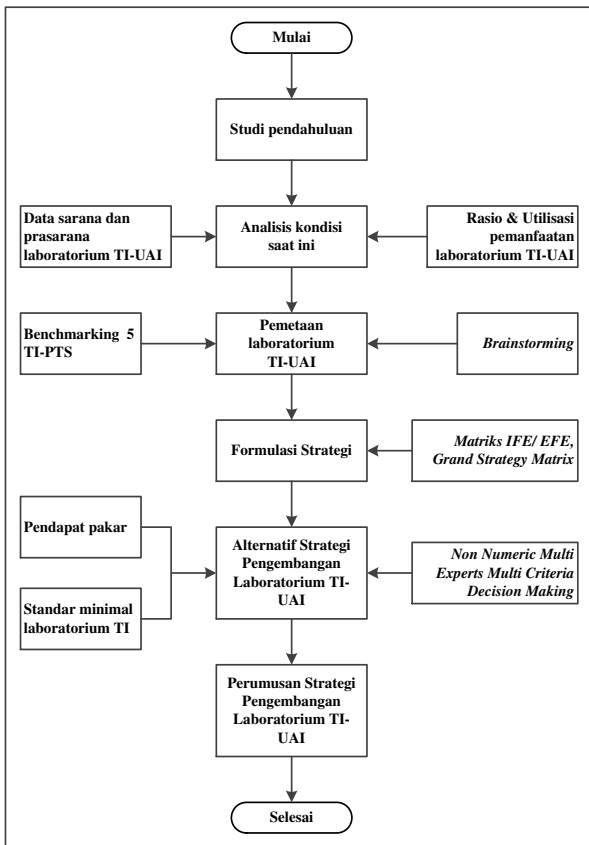 Mulai
Studi pendahuluan
Data sarana dan
prasarana
laboratorium TI-UAI
Analisis kondisi
saat ini
Rasio & Utilisasi
pemanfaatan
laboratorium TI-UAI
Benchmarking 5
TI-PTS
Pemetaan
laboratorium
TI-UAI
Brainstorming
Formulasi Strategi
Matriks IFE/ EFE,
Grand Strategy Matrix
Pendapat pakar
Standar minimal
laboratorium TI
Alternatif Strategi
Pengembangan
Laboratorium TI-
UAI
Non Numeric Multi
Experts Multi Criteria
Decision Making
Perumusan Strategi
Pengembangan
Laboratorium TI-
UAI
Selesai